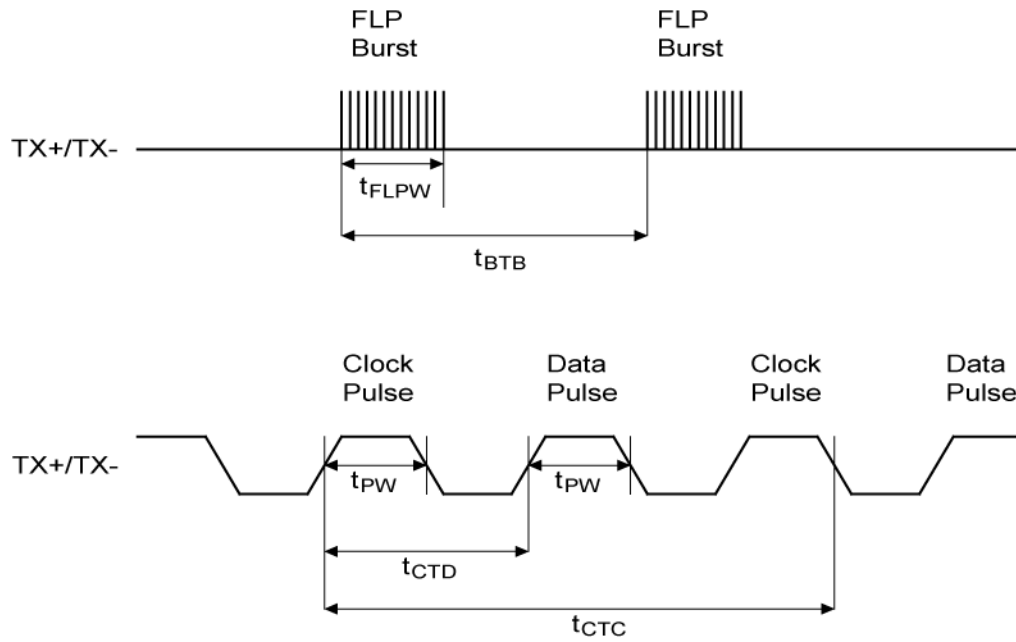 FLP
Burst
FLP
Burst
TX+/TX-
tFLPW
tBTB
Clock
Pulse
Data
Pulse
Clock
Pulse
Data
Pulse
TX+/TX-
tPW
tPW
tCTD
tCTC